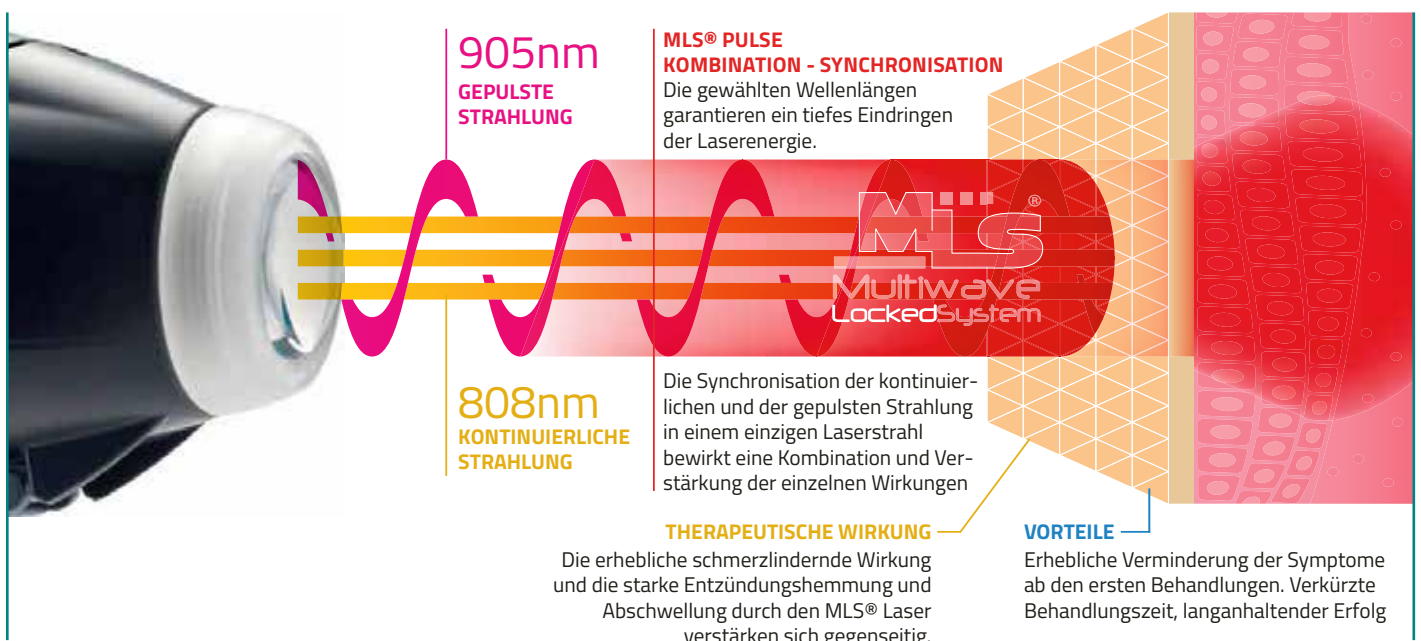 905nm
GEPULSTE
STRAHLUNG
MLS® PULSE
KOMBINATION - SYNCHRONISATION
Die gewählten Wellenlängen
garantieren ein tiefes Eindringen
der Laserenergie.
MLS®
Multiwave
LockedSystem
808nm
KONTINUIERLICHE
STRAHLUNG
Die Synchronisation der kontinuier-
lichen und der gepulsten Strahlung
in einem einzigen Laserstrahl
bewirkt eine Kombination und Ver-
stärkung der einzelnen Wirkungen
THERAPEUTISCHE WIRKUNG
Die erhebliche schmerzlindernde Wirkung
und die starke Entzündungshemmung und
Abschwellung durch den MLS® Laser
verstärken sich gegenseitig.
VORTEILE
Erhebliche Verminderung der Symptome
ab den ersten Behandlungen. Verkürzte
Behandlungszeit, langanhaltender Erfolg